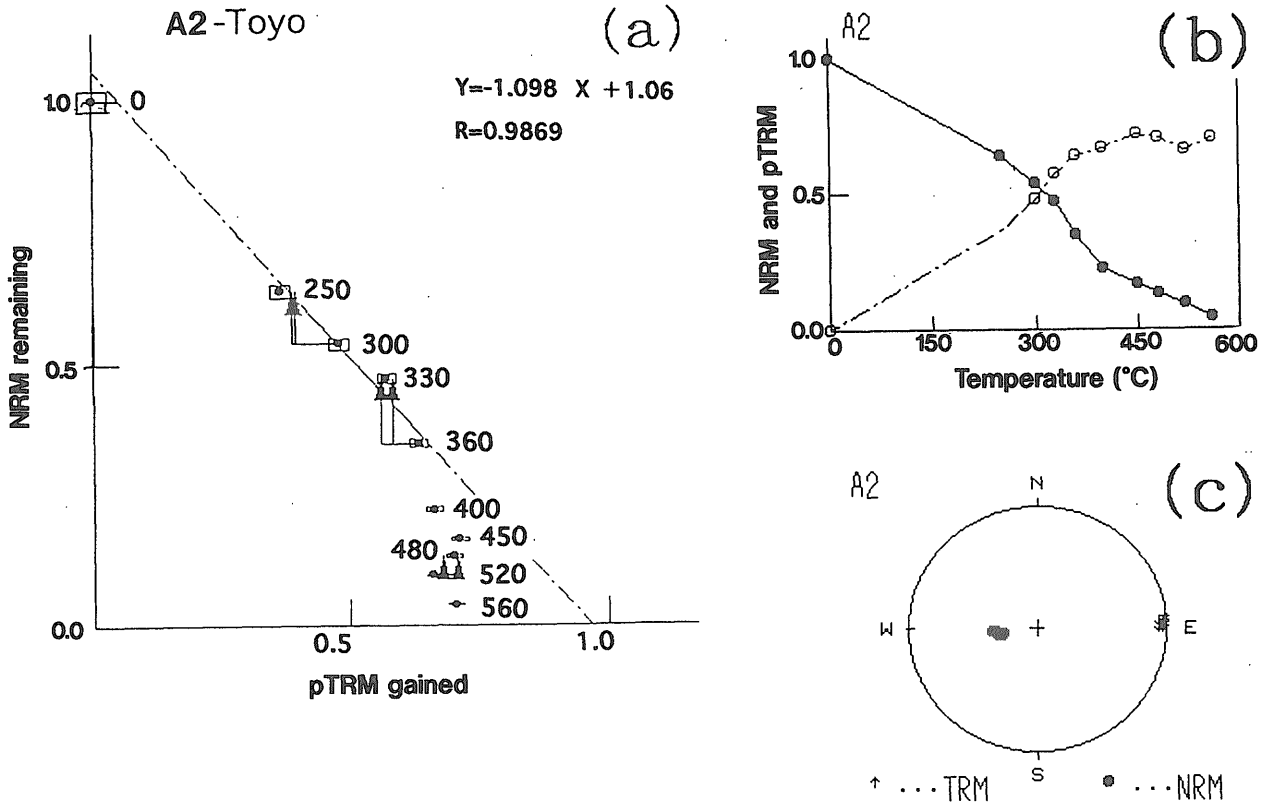 A2-Toyo
(a)
Y=-1.098 X +1.06
R=0.9869
NRM remaining
1.0
0.5
0.0
0
250
300
330
360
400
450
480
520
560
0.5
1.0
pTRM gained
A2
(b)
NRM and pTRM
1.0
0.5
0.0
0
150
300
450
600
Temperature (°C)
A2
(c)
N
W
E
S
↑ ...TRM
● ...NRM